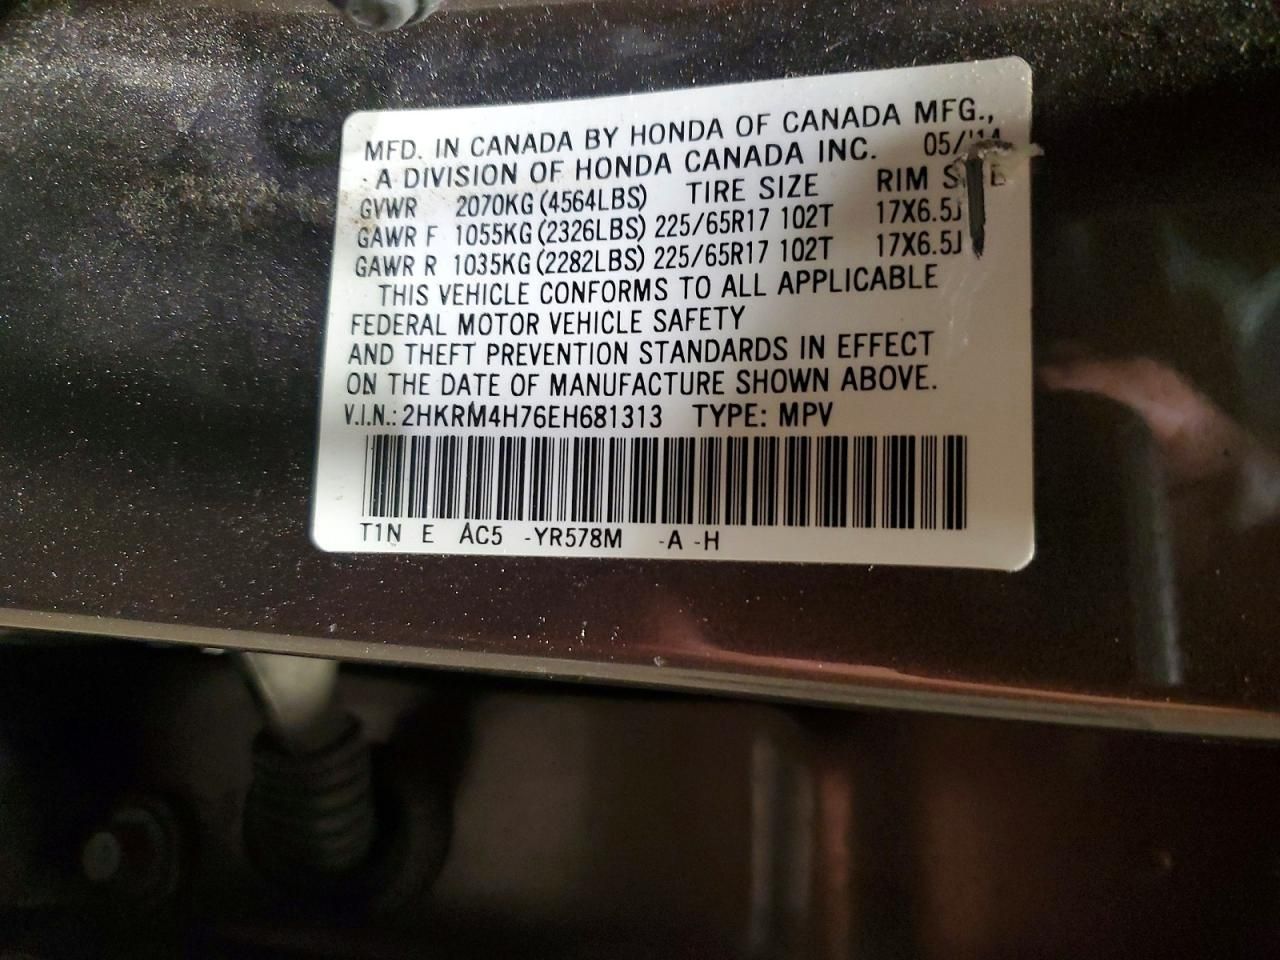 MFD. IN CANADA BY HONDA OF CANADA MFG.,
A DIVISION OF HONDA CANADA INC. 05/'14
GVWR 2070KG(4564LBS) TIRE SIZE RIM
GAWR F 1055KG(2326LBS) 225/65R17 102T 17X6.5J
GAWR R 1035KG(2282LBS) 225/65R17 102T 17X6.5J
THIS VEHICLE CONFORMS TO ALL APPLICABLE
FEDERAL MOTOR VEHICLE SAFETY
AND THEFT PREVENTION STANDARDS IN EFFECT
ON THE DATE OF MANUFACTURE SHOWN ABOVE.
V.I.N.: 2HKRM4H76EH681313 TYPE: MPV
T1N E AC5 -YR578M -A -H